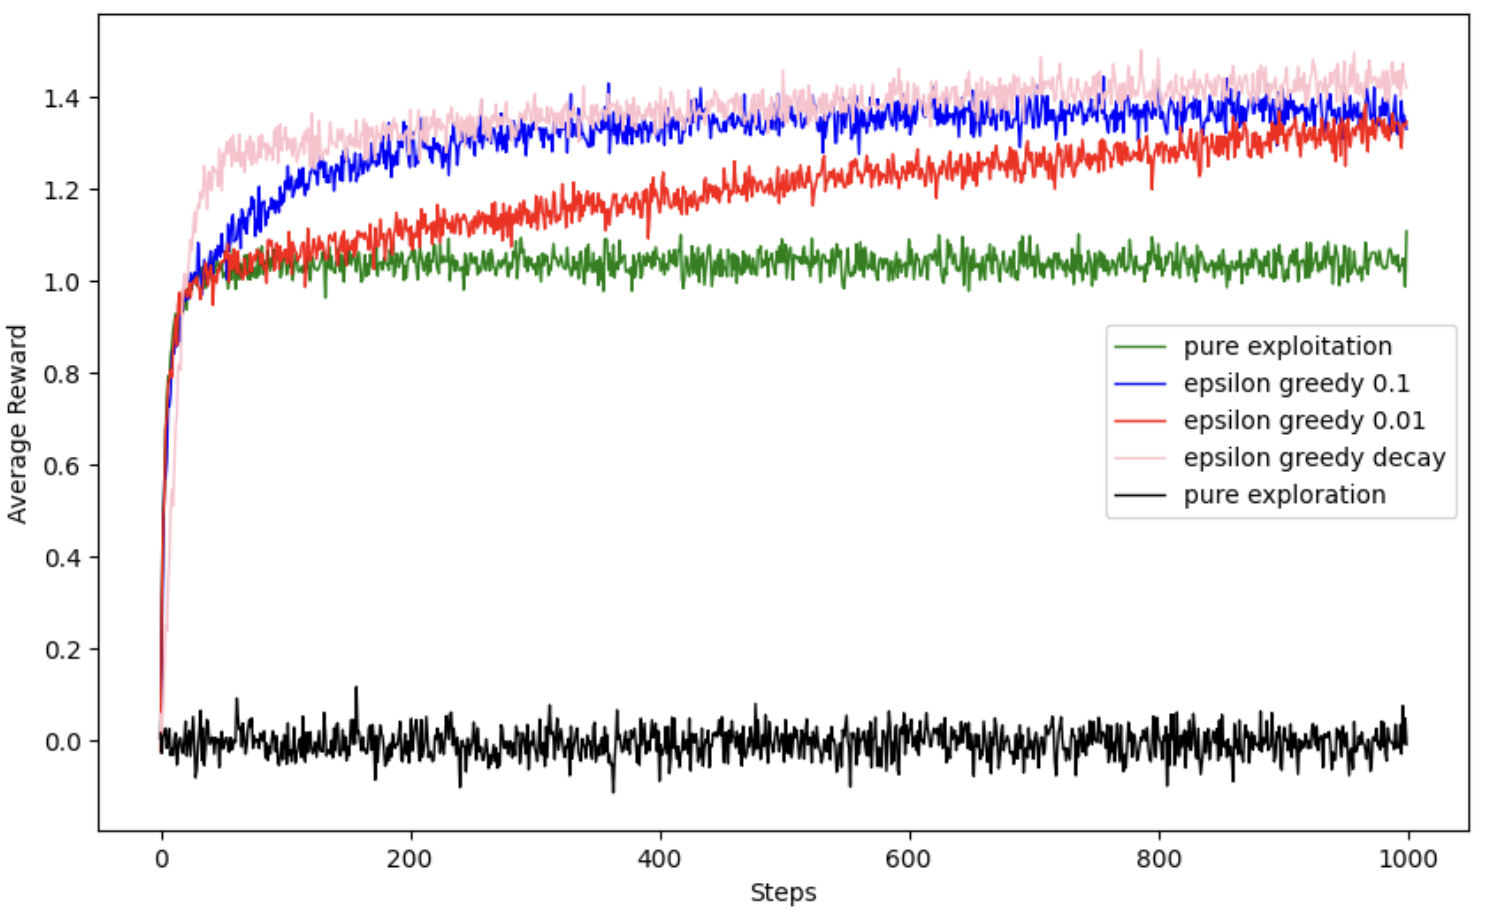 1.4
1.2
1.0
0.8
0.6
0.4
0.2
0.0
Average Reward
pure exploitation
epsilon greedy 0.1
epsilon greedy 0.01
epsilon greedy decay
pure exploration
0 200 400 600 800 1000
Steps